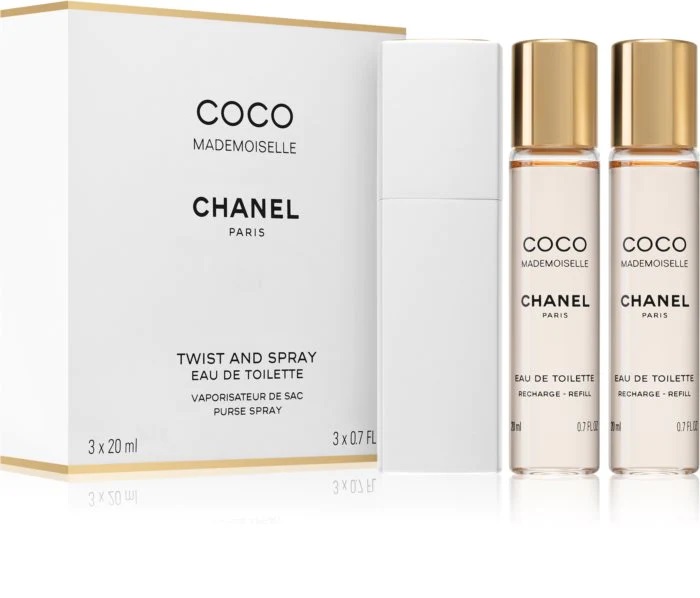 COCO
MADEMOISELLE
CHANEL
PARIS
TWIST AND SPRAY
EAU DE TOILETTE
VAPORISATEUR DE SAC
PURSE SPRAY
3 x 20 ml
3 x 0.7 FL
COCO
MADEMOISELLE
CHANEL
PARIS
EAU DE TOILETTE
RECHARGE - REFILL
ml
0.7 FL OZ
COCO
MADEMOISELLE
CHANEL
PARIS
EAU DE TOILETTE
RECHARGE - REFILL
ml
0.7 FL OZ